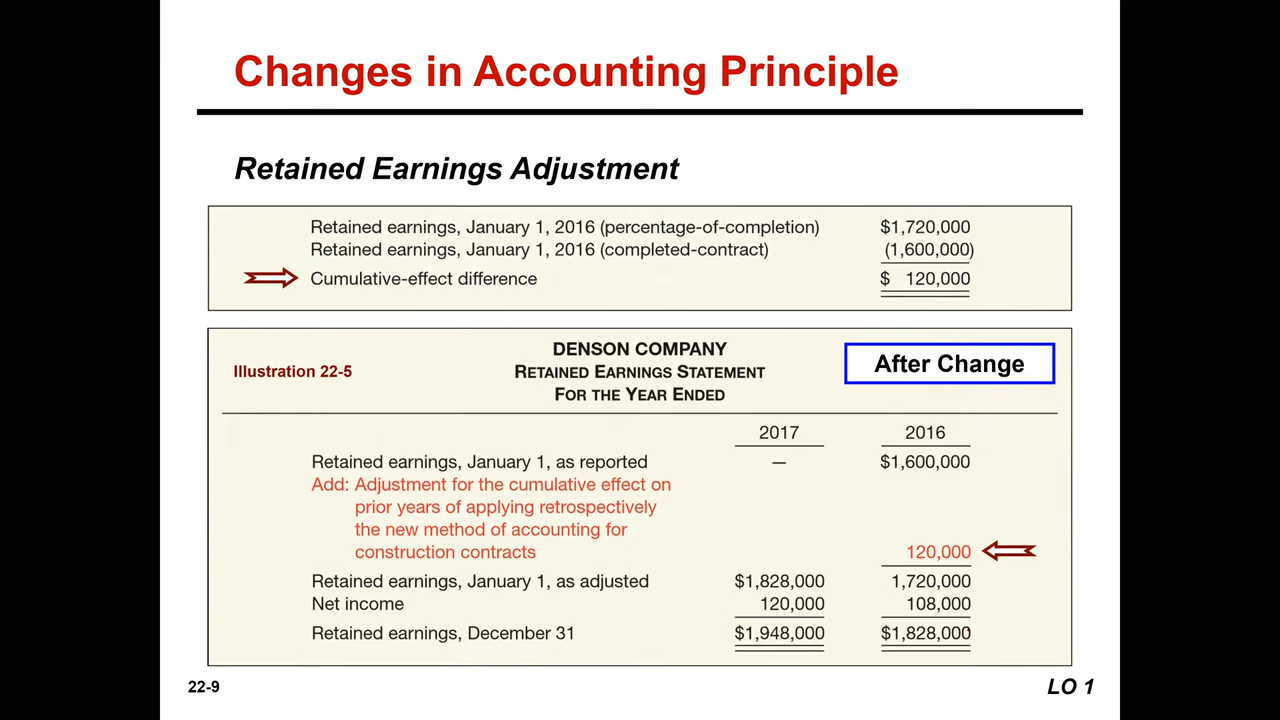 Changes in Accounting Principle
Retained Earnings Adjustment
Retained earnings, January 1, 2016 (percentage-of-completion) $1,720,000
Retained earnings, January 1, 2016 (completed-contract) (1,600,000)
Cumulative-effect difference $ 120,000
DENSON COMPANY
Illustration 22-5 RETAINED EARNINGS STATEMENT
FOR THE YEAR ENDED
After Change
2017 2016
Retained earnings, January 1, as reported — $1,600,000
Add: Adjustment for the cumulative effect on
prior years of applying retrospectively
the new method of accounting for
construction contracts 120,000
Retained earnings, January 1, as adjusted $1,828,000 1,720,000
Net income 120,000 108,000
Retained earnings, December 31 $1,948,000 $1,828,000
22-9 LO 1